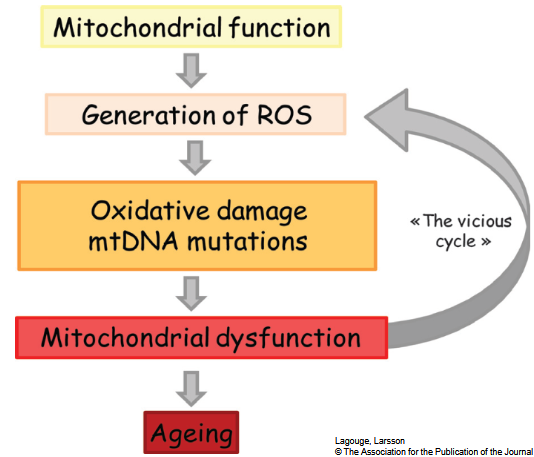 Mitochondrial function
Generation of ROS
Oxidative damage
mtDNA mutations
« The vicious
cycle »
Mitochondrial dysfunction
Ageing
Lagouge, Larsson
© The Association for the Publication of the Journal